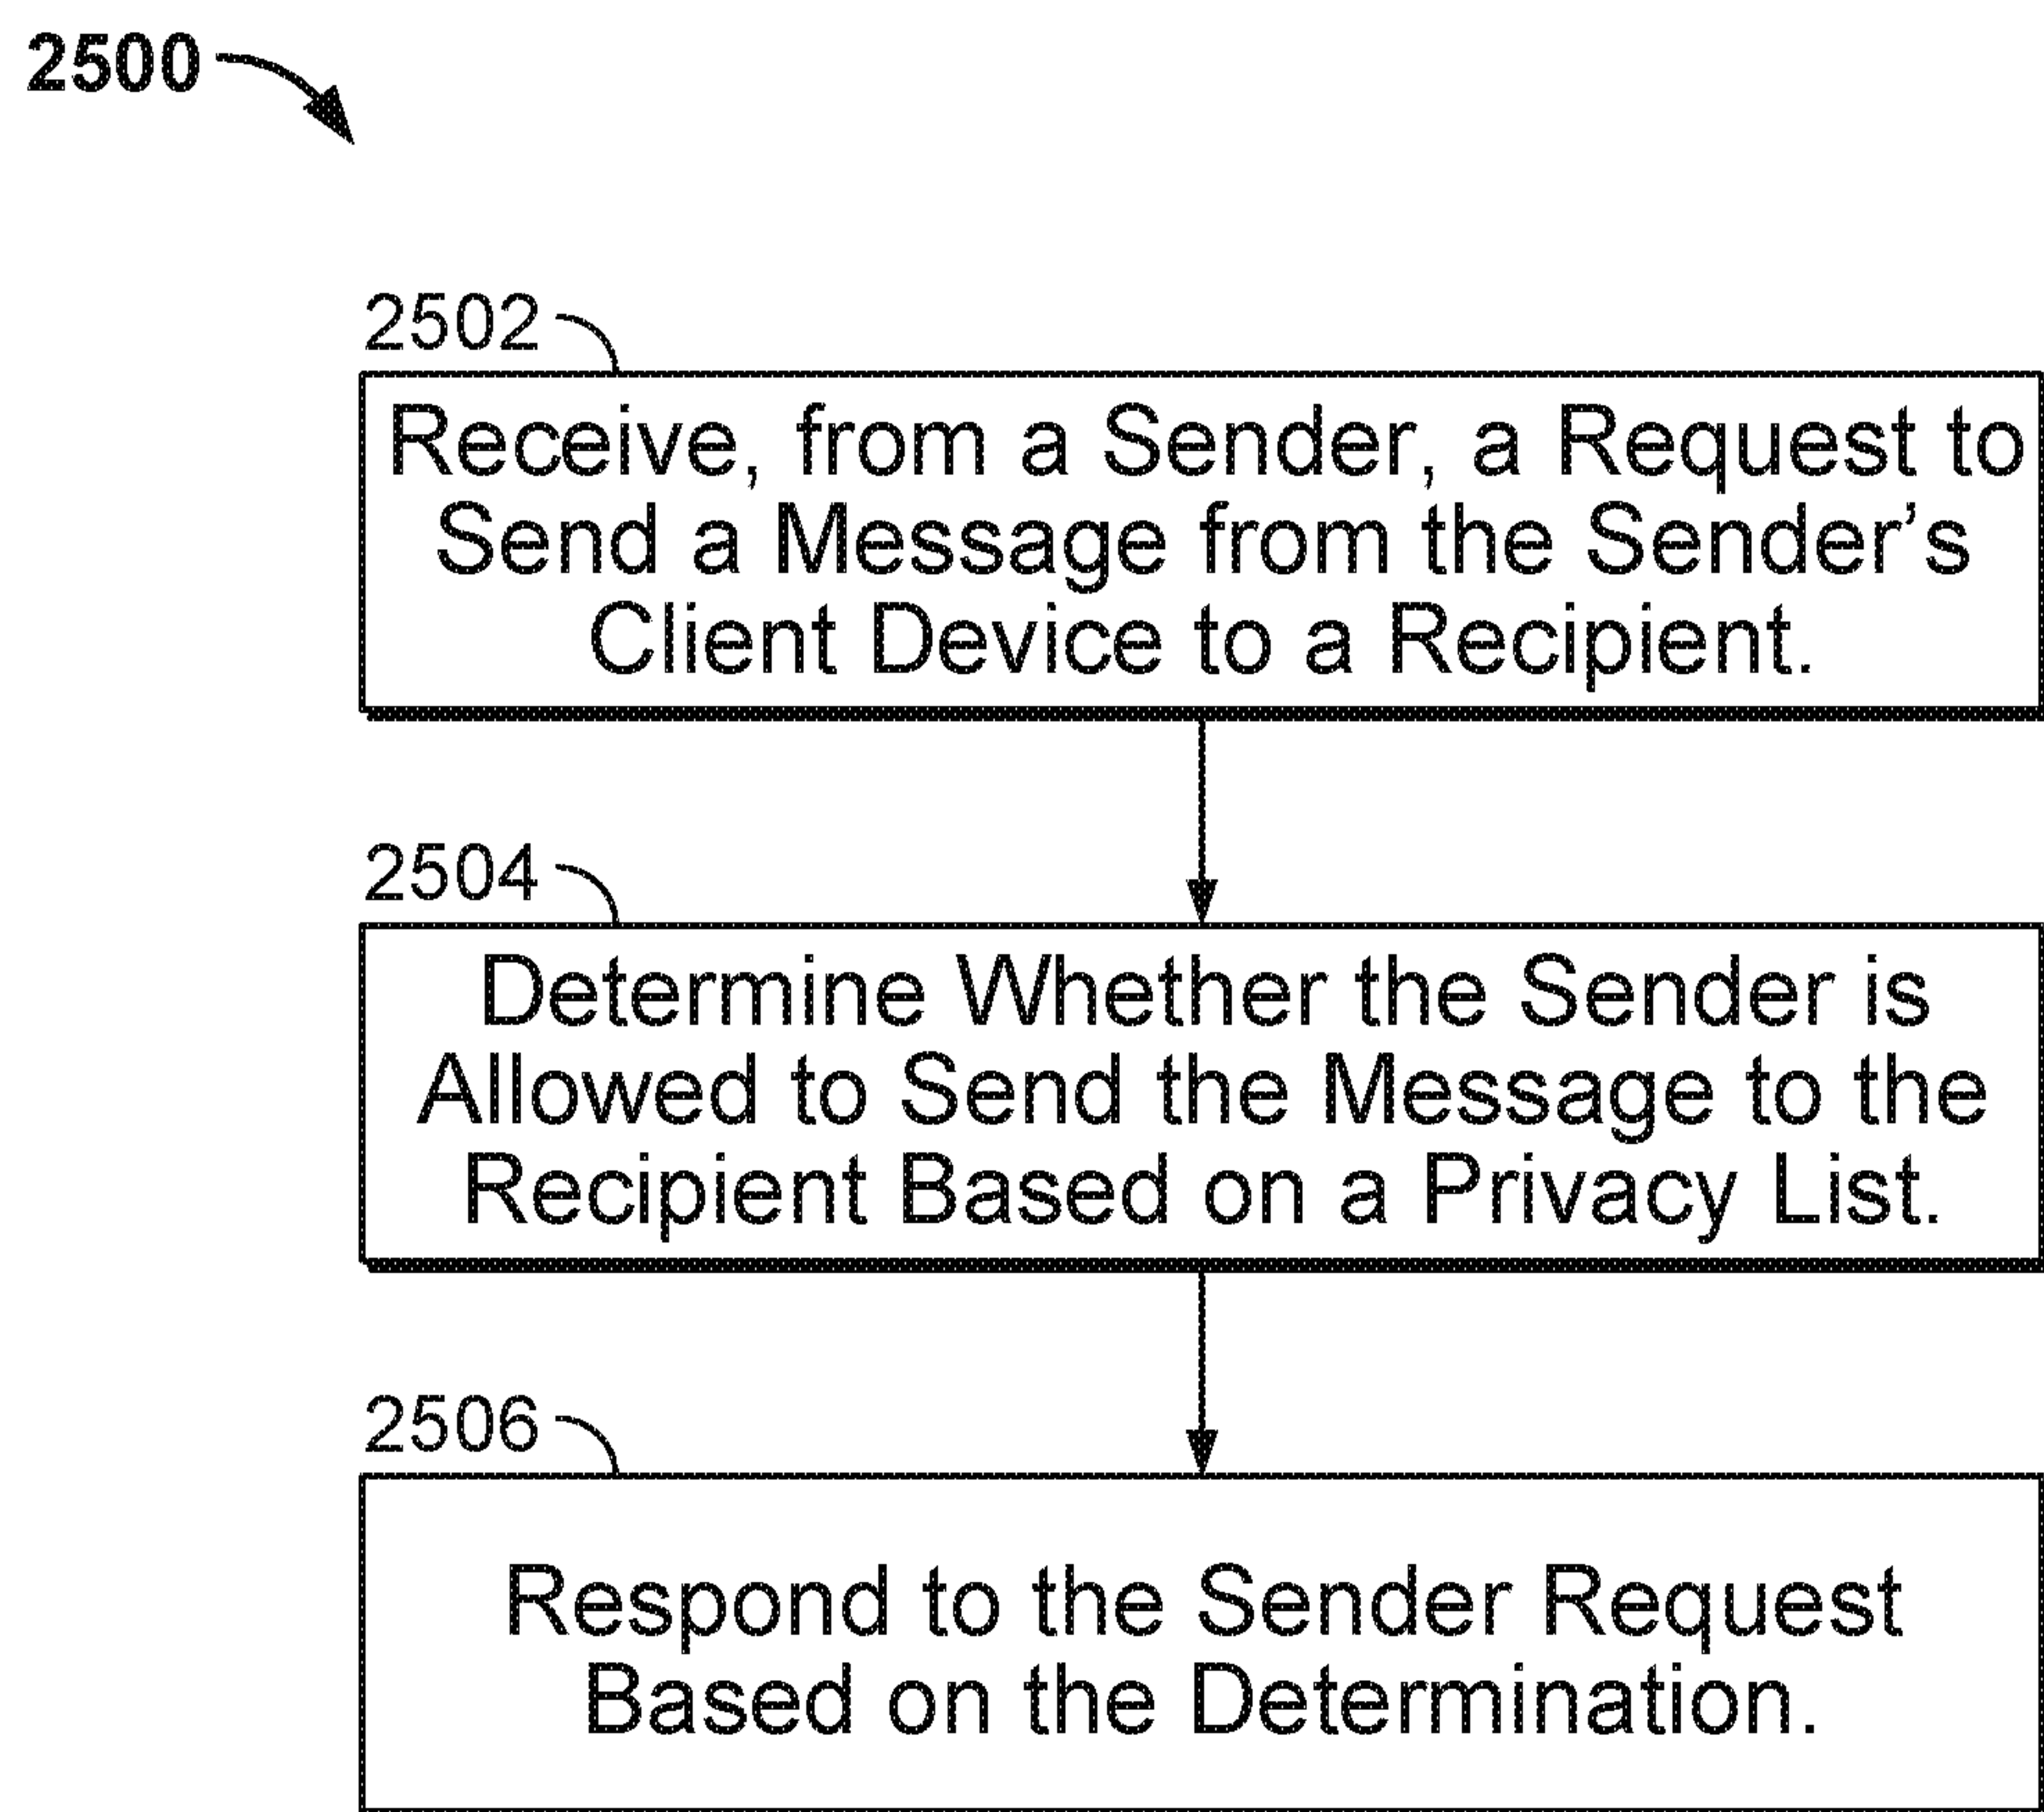 2500
2502
Receive, from a Sender, a Request to
Send a Message from the Sender’s
Client Device to a Recipient.
2504
Determine Whether the Sender is
Allowed to Send the Message to the
Recipient Based on a Privacy List.
2506
Respond to the Sender Request
Based on the Determination.